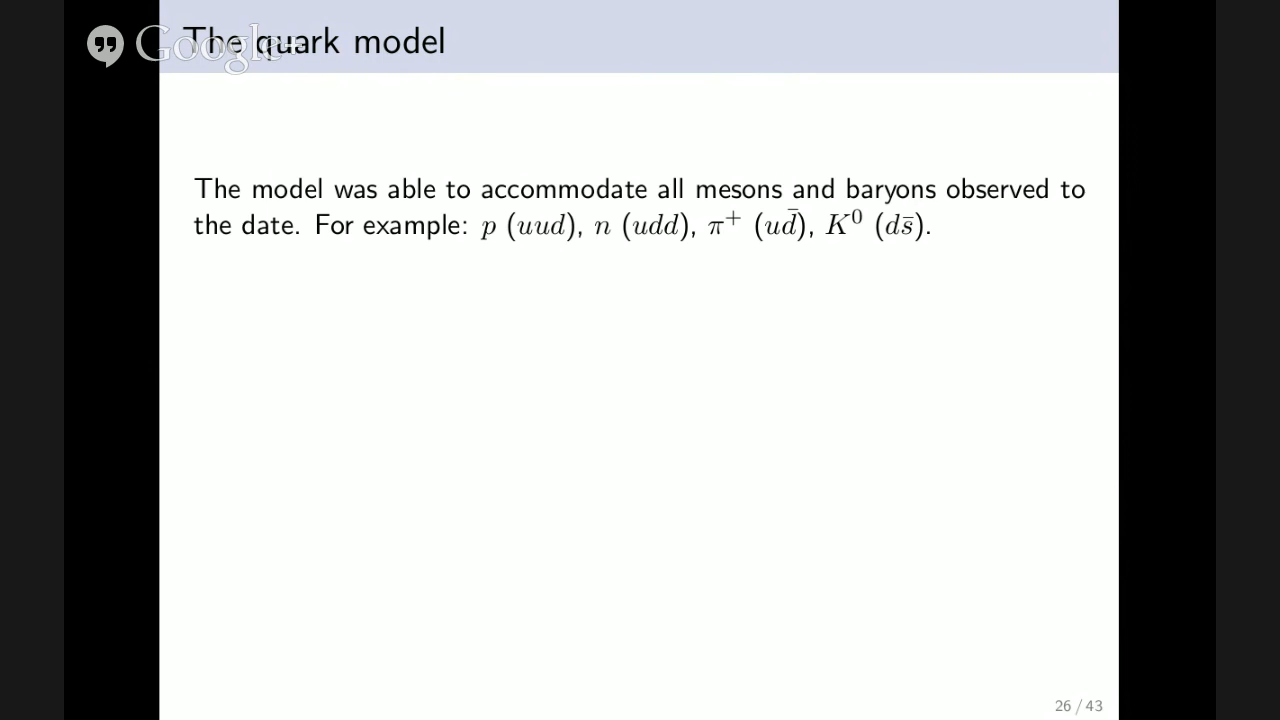 Google+
The quark model
The model was able to accommodate all mesons and baryons observed to
the date. For example: p (uud), n (udd), π⁺ (ud̄), K⁰ (ds̄).
26 / 43